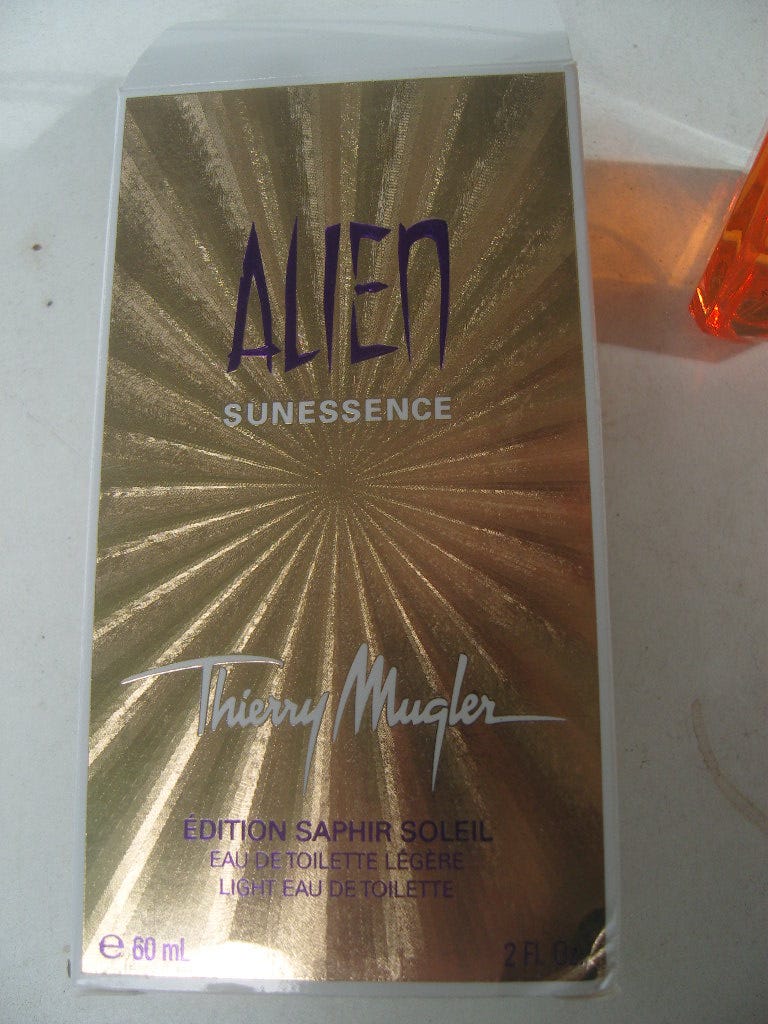 ALIEN
SUNESSENCE
Thierry Mugler
ÉDITION SAPHIR SOLEIL
EAU DE TOILETTE LÉGÈRE
LIGHT EAU DE TOILETTE
℮ 60 mL 2 FL. Oz.